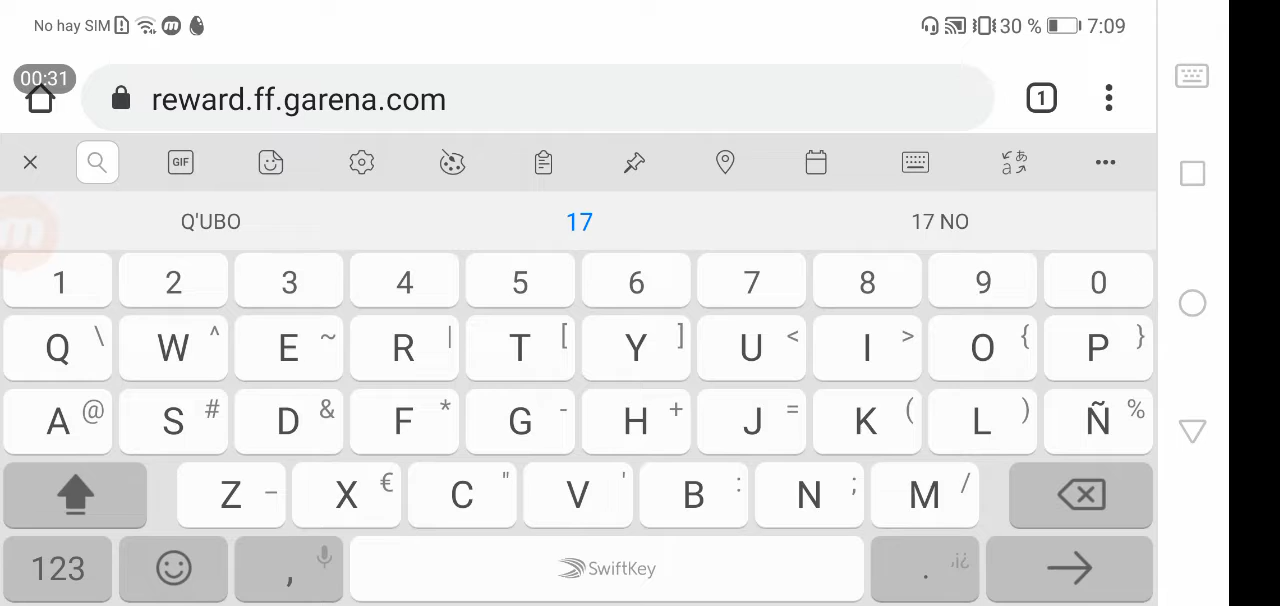 No hay SIM 30 % 7:09
00:31
reward.ff.garena.com 1
GIF
Q'UBO 17 17 NO
1 2 3 4 5 6 7 8 9 0
Q \ W ^ E ~ R | T [ Y ] U < I > O { P }
A @ S # D & F * G - H + J = K ( L ) Ñ %
Z _ X € C " V ' B : N ; M /
123 , SwiftKey . ,¡¿